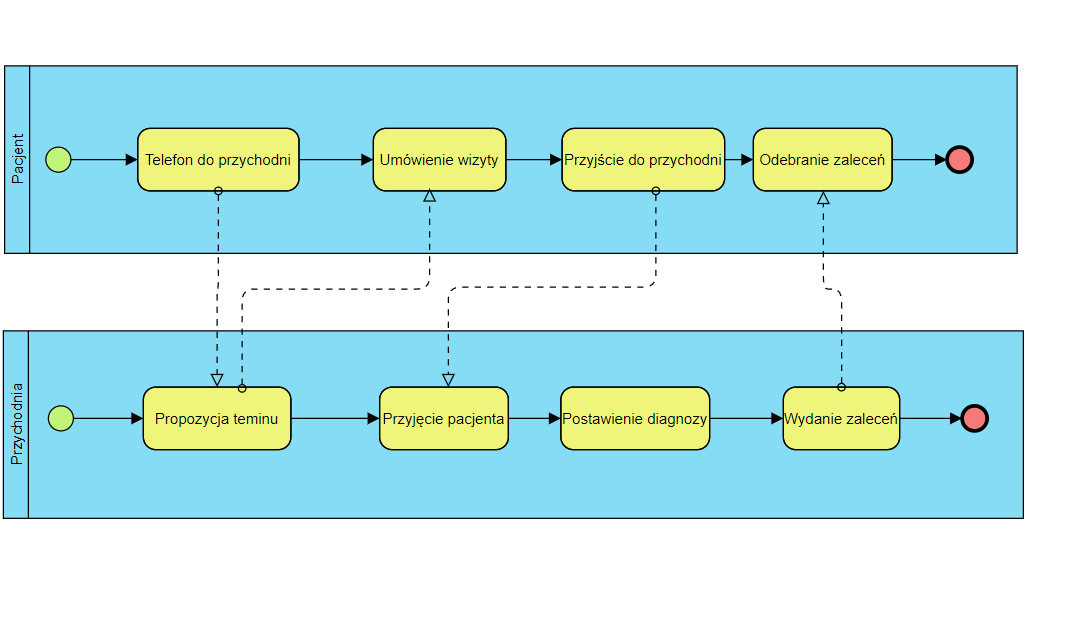 Pacjent
Telefon do przychodni
Umówienie wizyty
Przyjście do przychodni
Odebranie zaleceń
Przychodnia
Propozycja teminu
Przyjęcie pacjenta
Postawienie diagnozy
Wydanie zaleceń